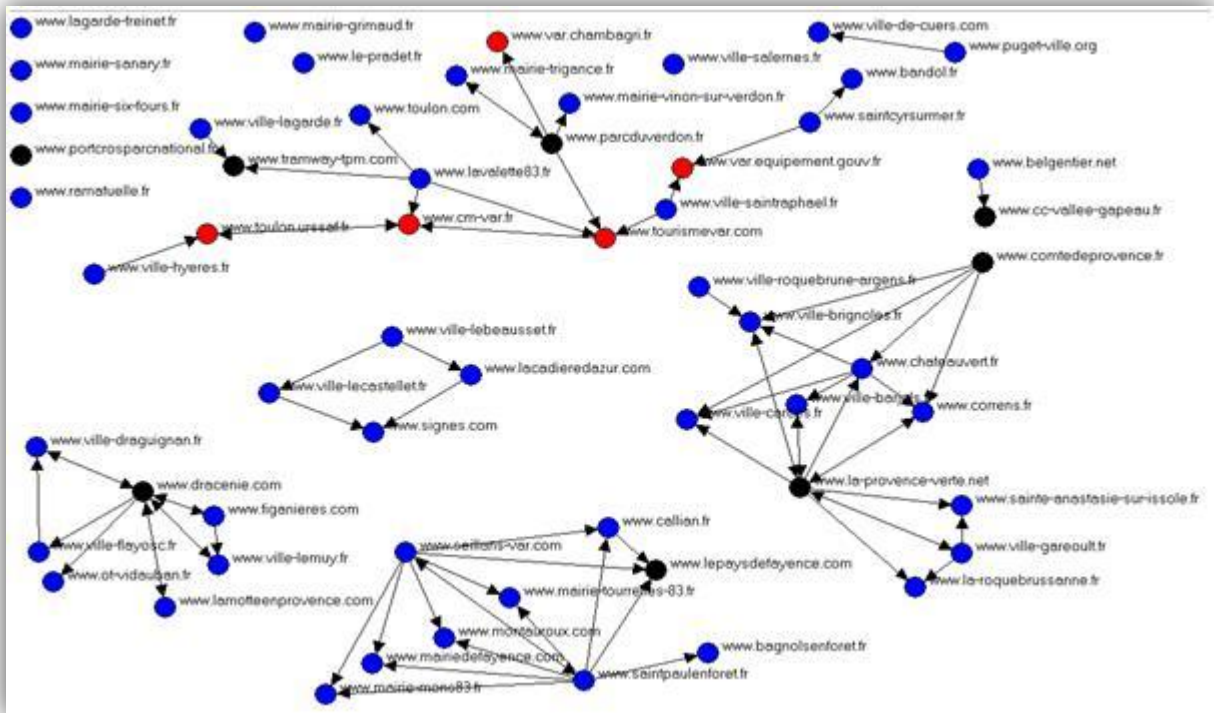 www.lagarde-freinet.fr
www.mairie-grimaud.fr
www.var.chambagri.fr
www.ville-de-cuers.com
www.puget-ville.org
www.mairie-sanary.fr
www.le-pradet.fr
www.mairie-trigance.fr
www.ville-salernes.fr
www.bandol.fr
www.mairie-six-fours.fr
www.ville-lagarde.fr
www.toulon.com
www.mairie-vinon-sur-verdon.fr
www.saintcyrsurmer.fr
www.portcrosparcnational.fr
www.tramway-tpm.com
www.lavalette83.fr
www.parcduverdon.fr
www.var.equipement.gouv.fr
www.belgentier.net
www.ramatuelle.fr
www.ville-saintraphael.fr
www.cc-vallee-gapeau.fr
www.toulon.urssaf.fr
www.cm-var.fr
www.tourismevar.com
www.ville-hyeres.fr
www.comtedeprovence.fr
www.ville-roquebrune-argens.fr
www.ville-brignoles.fr
www.ville-lebeausset.fr
www.lacadieredazur.com
www.chateauvert.fr
www.ville-lecastellet.fr
www.ville-carces.fr
www.correns.fr
www.signes.com
www.ville-draguignan.fr
www.dracenie.com
www.la-provence-verte.net
www.figanieres.com
www.sainte-anastasie-sur-issole.fr
www.ville-flayosc.fr
www.ville-lemuy.fr
www.seillans-var.com
www.callian.fr
www.ville-gareoult.fr
www.ot-vidauban.fr
www.lepaysdefayence.com
www.la-roquebrussanne.fr
www.lamotteenprovence.com
www.mairie-tourrettes-83.fr
www.montauroux.com
www.bagnolsenforet.fr
www.mairiedefayence.com
www.saintpaulenforet.fr
www.mairie-mons83.fr